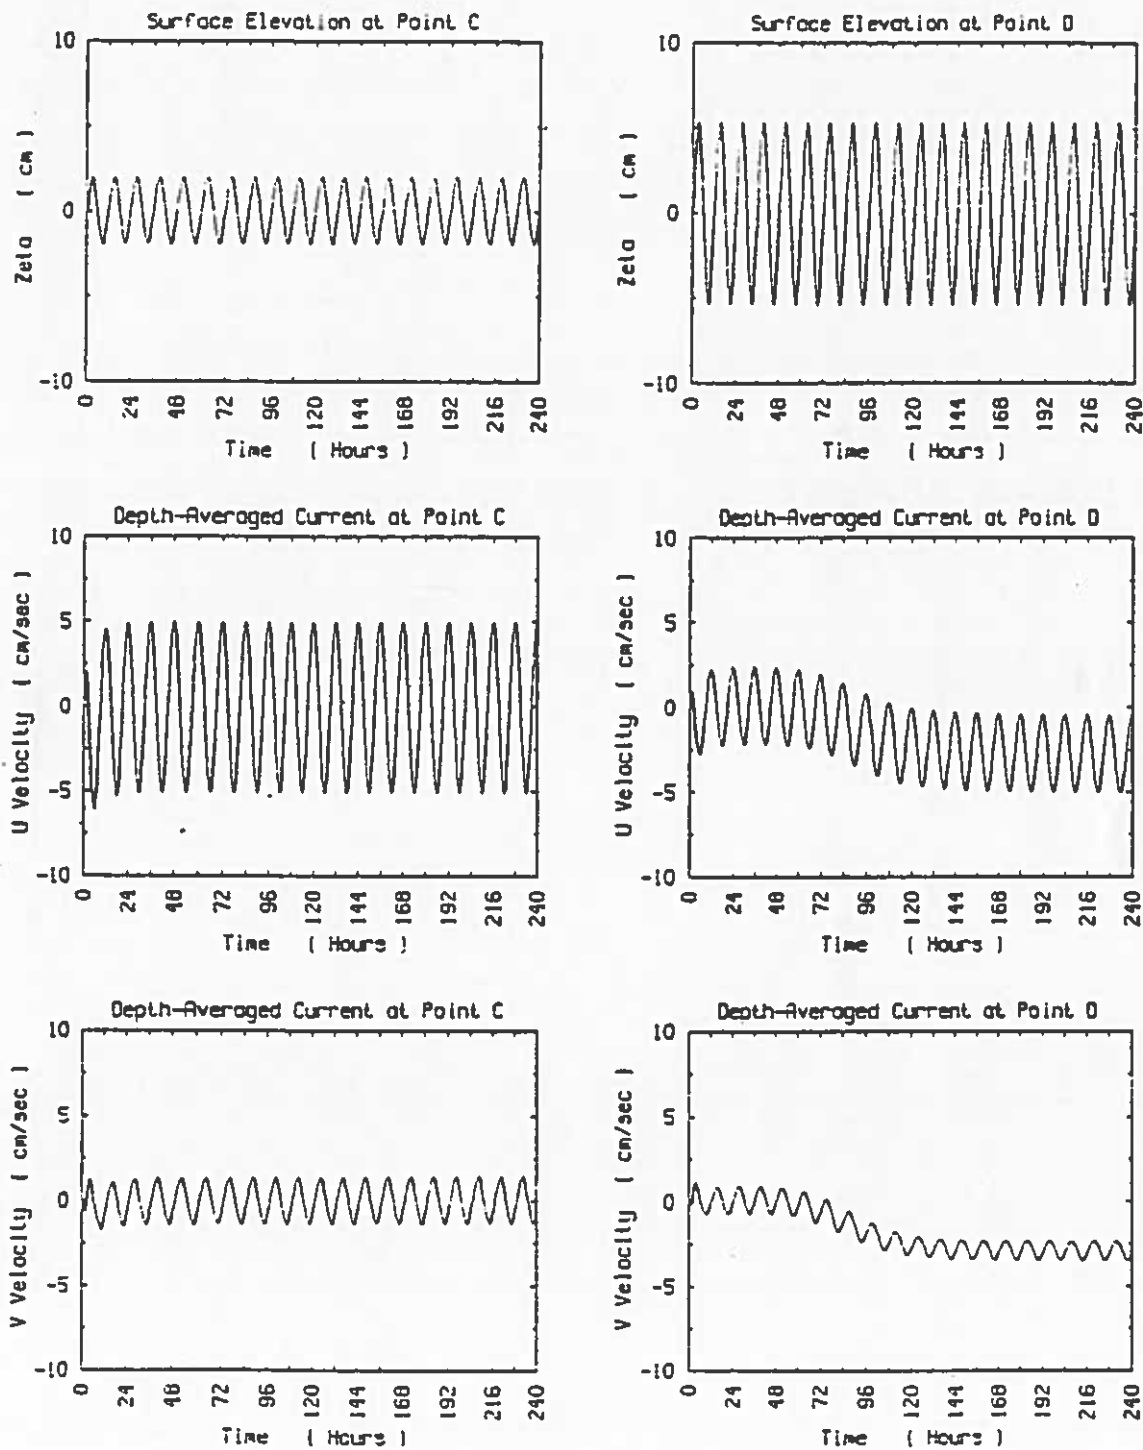 Surface Elevation at Point C
10
0
-10
Zeta ( cm )
0 24 48 72 96 120 144 168 192 216 240
Time ( Hours )
Surface Elevation at Point D
10
0
-10
Zeta ( cm )
0 24 48 72 96 120 144 168 192 216 240
Time ( Hours )
Depth-Averaged Current at Point C
10
5
0
-5
-10
U Velocity ( cm/sec )
0 24 48 72 96 120 144 168 192 216 240
Time ( Hours )
Depth-Averaged Current at Point D
10
5
0
-5
-10
U Velocity ( cm/sec )
0 24 48 72 96 120 144 168 192 216 240
Time ( Hours )
Depth-Averaged Current at Point C
10
5
0
-5
-10
V Velocity ( cm/sec )
0 24 48 72 96 120 144 168 192 216 240
Time ( Hours )
Depth-Averaged Current at Point D
10
5
0
-5
-10
V Velocity ( cm/sec )
0 24 48 72 96 120 144 168 192 216 240
Time ( Hours )